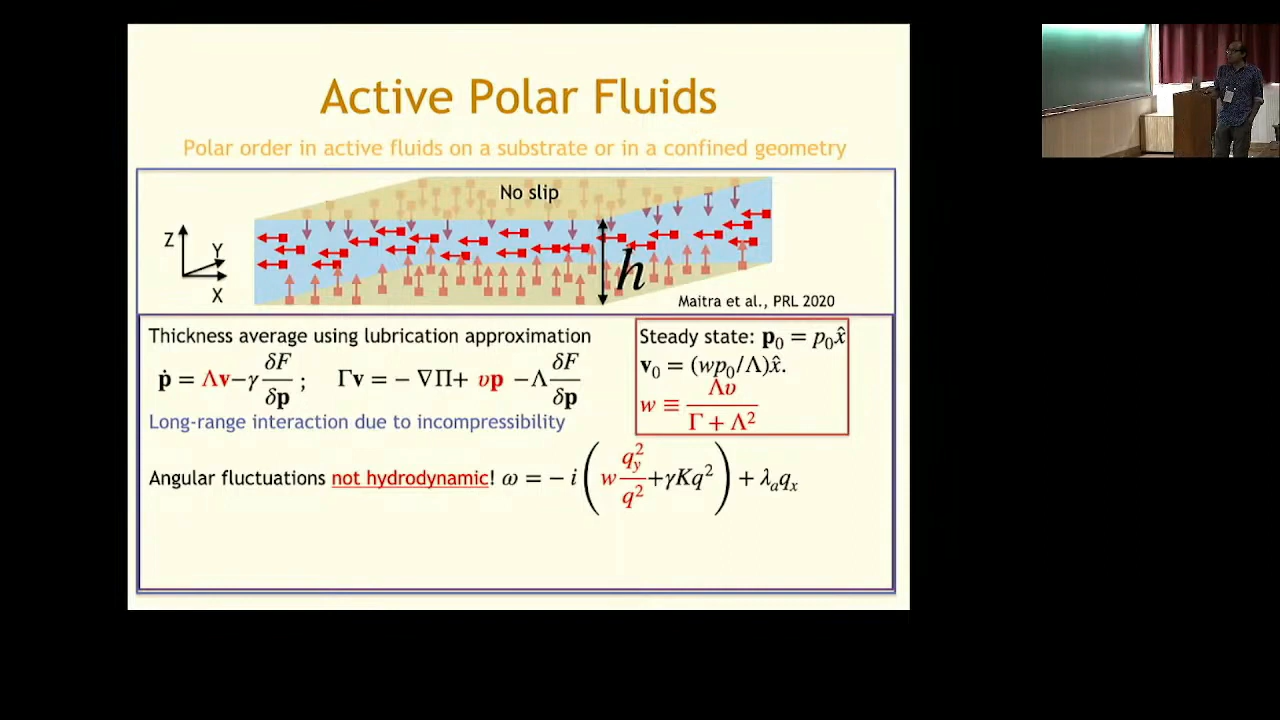 Active Polar Fluids
Polar order in active fluids on a substrate or in a confined geometry
No slip
Z
Y
X
h
Maitra et al., PRL 2020
Thickness average using lubrication approximation
ṗ = Λv−γ δF/δp ; Γv = − ∇Π+ υp −Λ δF/δp
Long-range interaction due to incompressibility
Steady state: p₀ = p₀x̂
v₀ = (wp₀/Λ)x̂.
w ≡ Λυ/(Γ + Λ²)
Angular fluctuations not hydrodynamic! ω = − i (w q_y²/q² +γKq²) + λₐqₓ